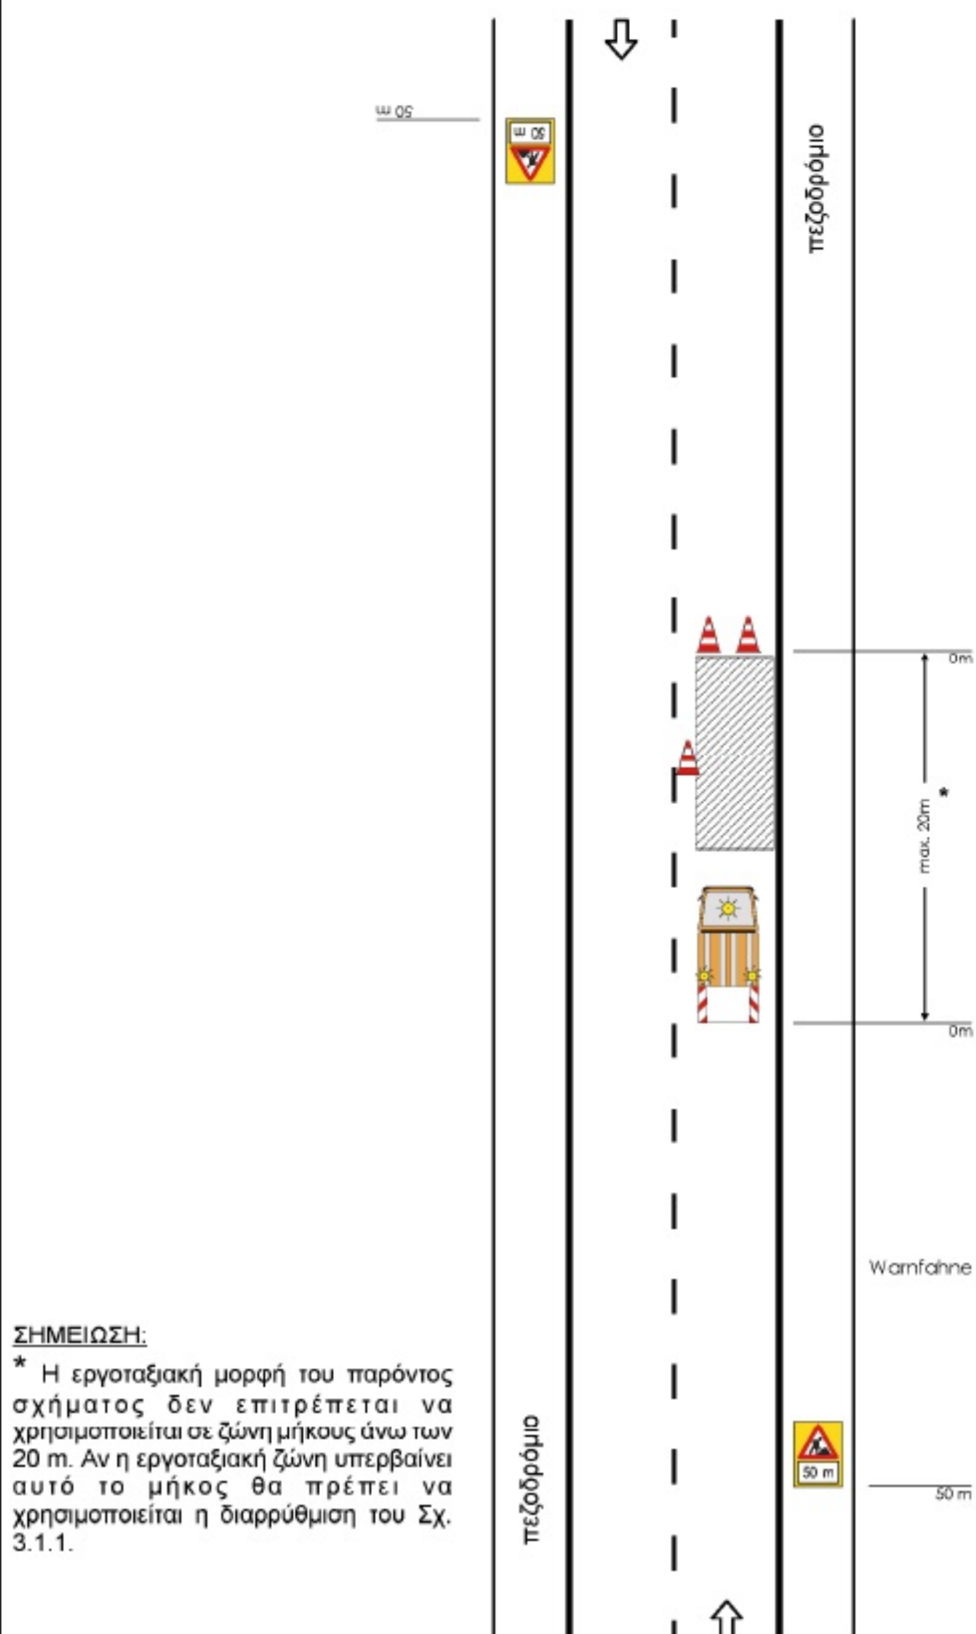 50 m
50 m
πεζοδρόμιο
0m
max. 20m
*
0m
Warnfahne
ΣΗΜΕΙΩΣΗ:
* Η εργοταξιακή μορφή του παρόντος
σχήματος δεν επιτρέπεται να
χρησιμοποιείται σε ζώνη μήκους άνω των
20 m. Αν η εργοταξιακή ζώνη υπερβαίνει
αυτό το μήκος θα πρέπει να
χρησιμοποιείται η διαρρύθμιση του Σχ.
3.1.1.
πεζοδρόμιο
50 m
50 m